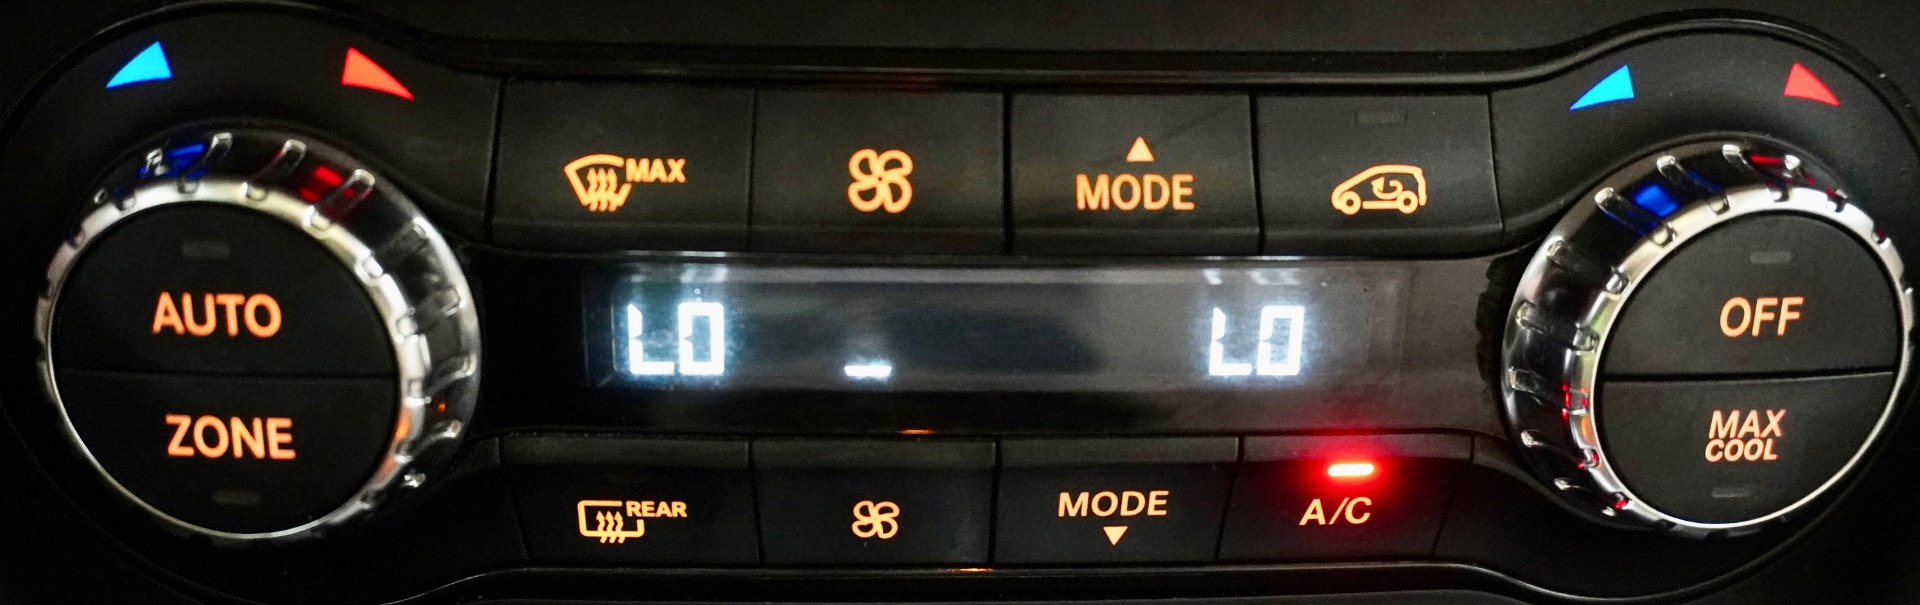 MAX
MODE
AUTO
LO
LO
OFF
ZONE
MAX
COOL
REAR
MODE
A/C